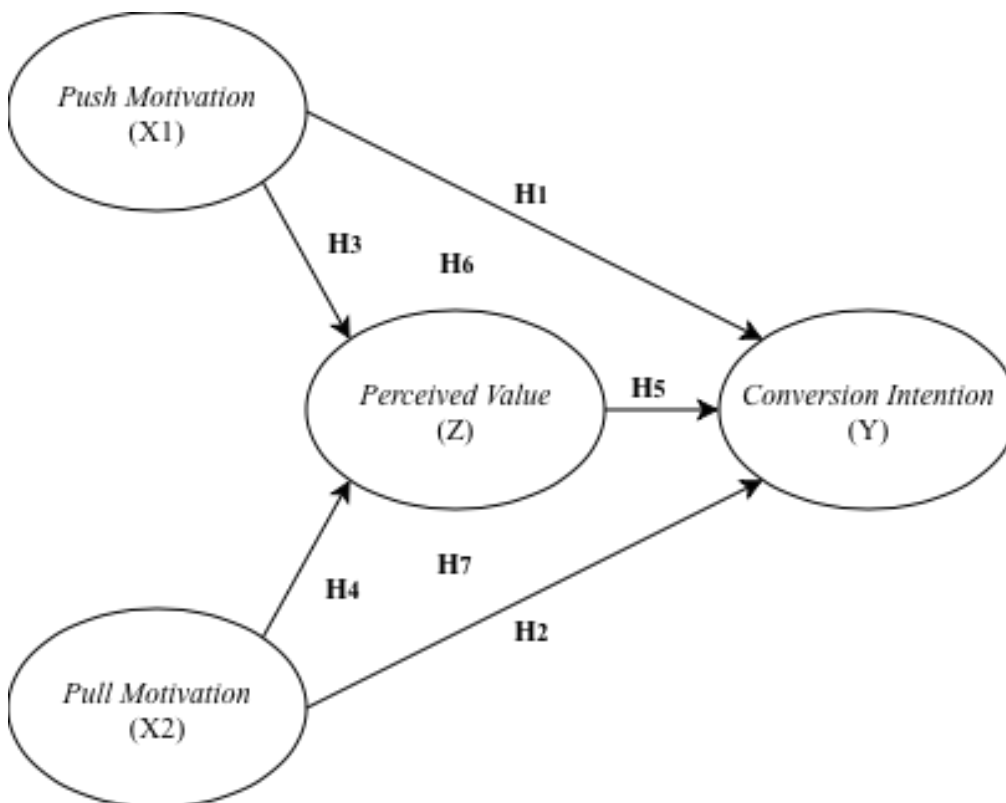 Push Motivation
(X1)
H1
H3
H6
Perceived Value
(Z)
H5
Conversion Intention
(Y)
H7
H4
H2
Pull Motivation
(X2)